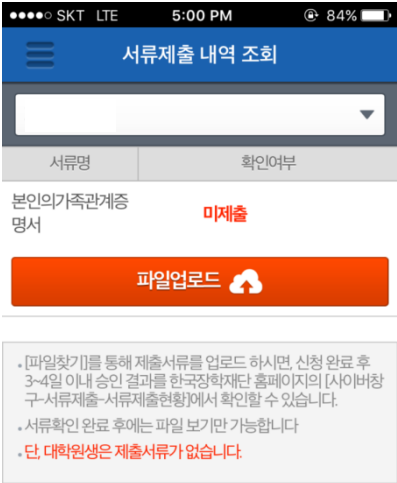 SKT LTE 5:00 PM 84%
서류제출 내역 조회
서류명 확인여부
본인의가족관계증
명서
미제출
파일업로드
• [파일찾기]를 통해 제출서류를 업로드 하시면, 신청 완료 후
3~4일 이내 승인 결과를 한국장학재단 홈페이지의 [사이버창
구-서류제출-서류제출현황]에서 확인할 수 있습니다.
• 서류확인 완료 후에는 파일 보기만 가능합니다
• 단, 대학원생은 제출서류가 없습니다.